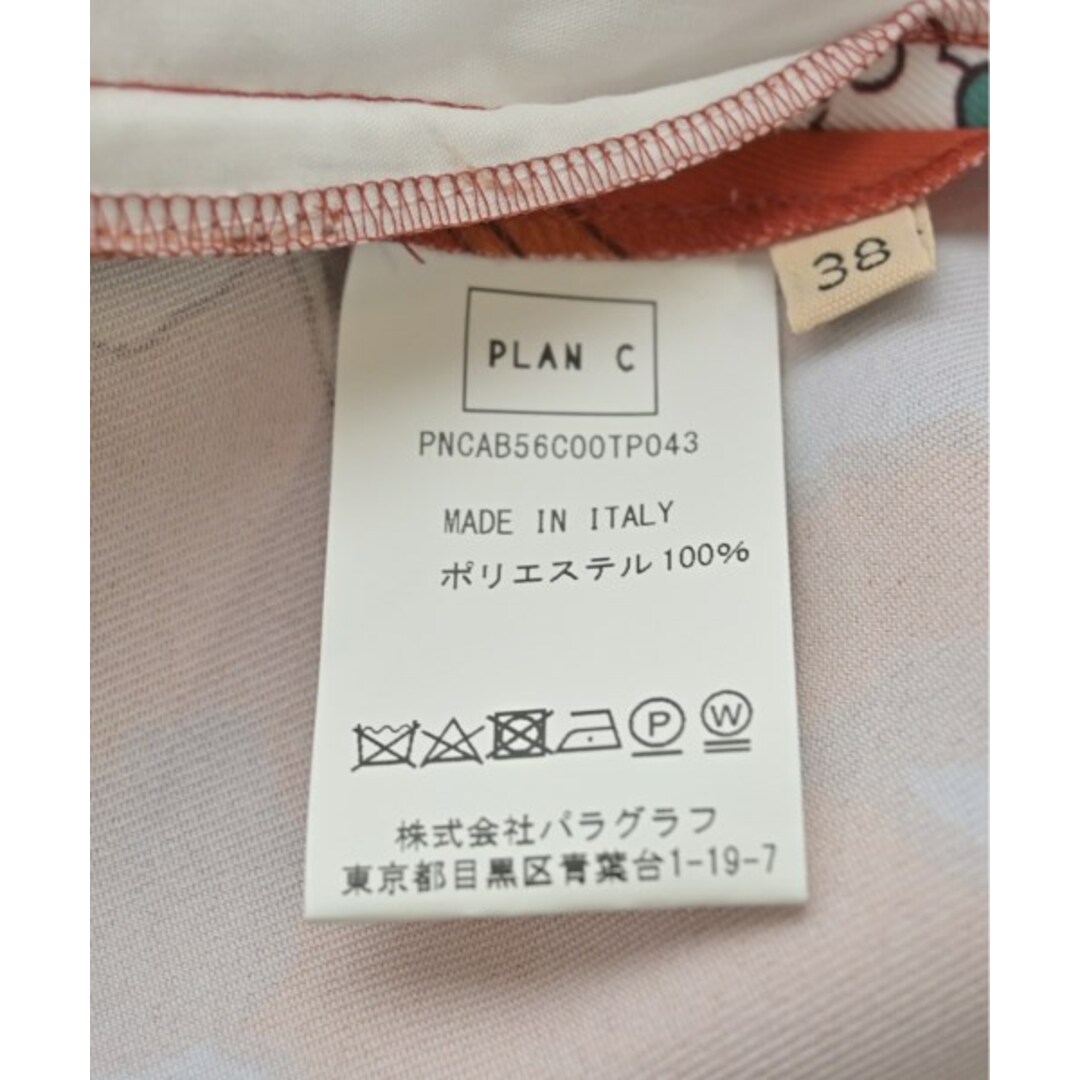 38
PLAN C
PNCAB56C00TP043
MADE IN ITALY
ポリエステル100%
P W
株式会社パラグラフ
東京都目黒区青葉台1-19-7